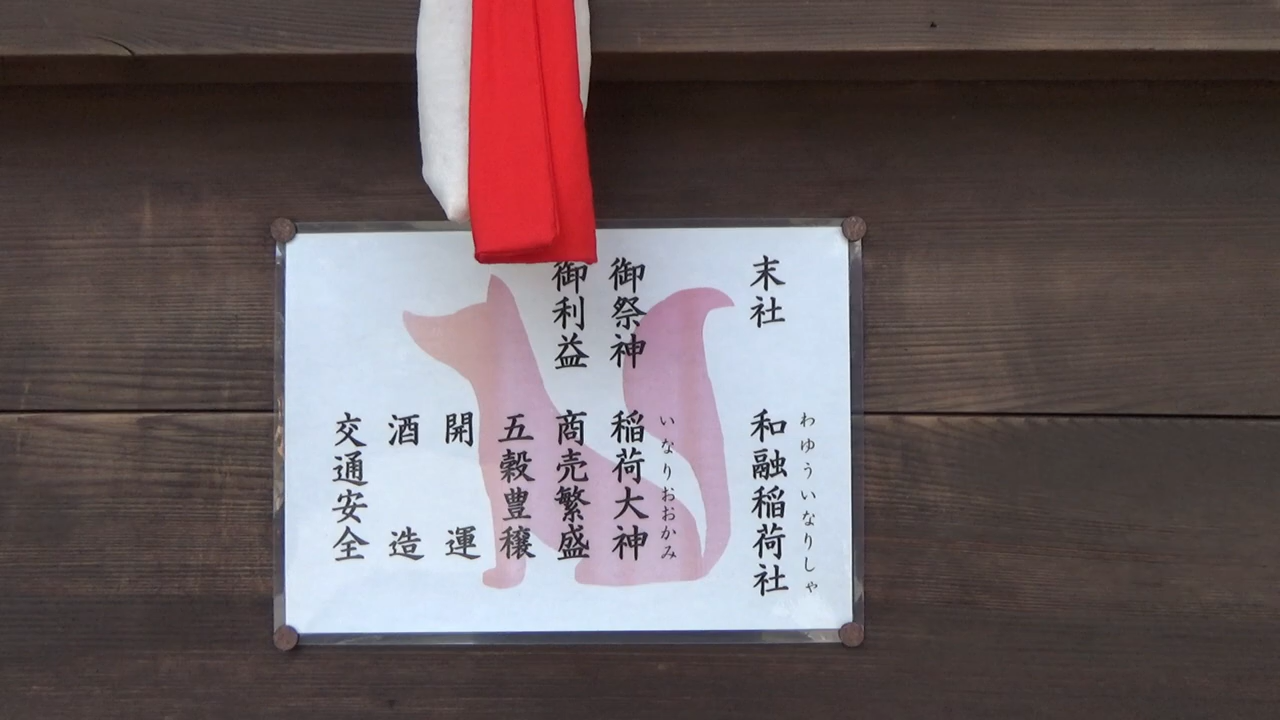 末社 和融稲荷社
わゆういなりしゃ
御祭神 稲荷大神
いなりおおかみ
御利益 商売繁盛
五穀豊穣
開運
酒造
交通安全